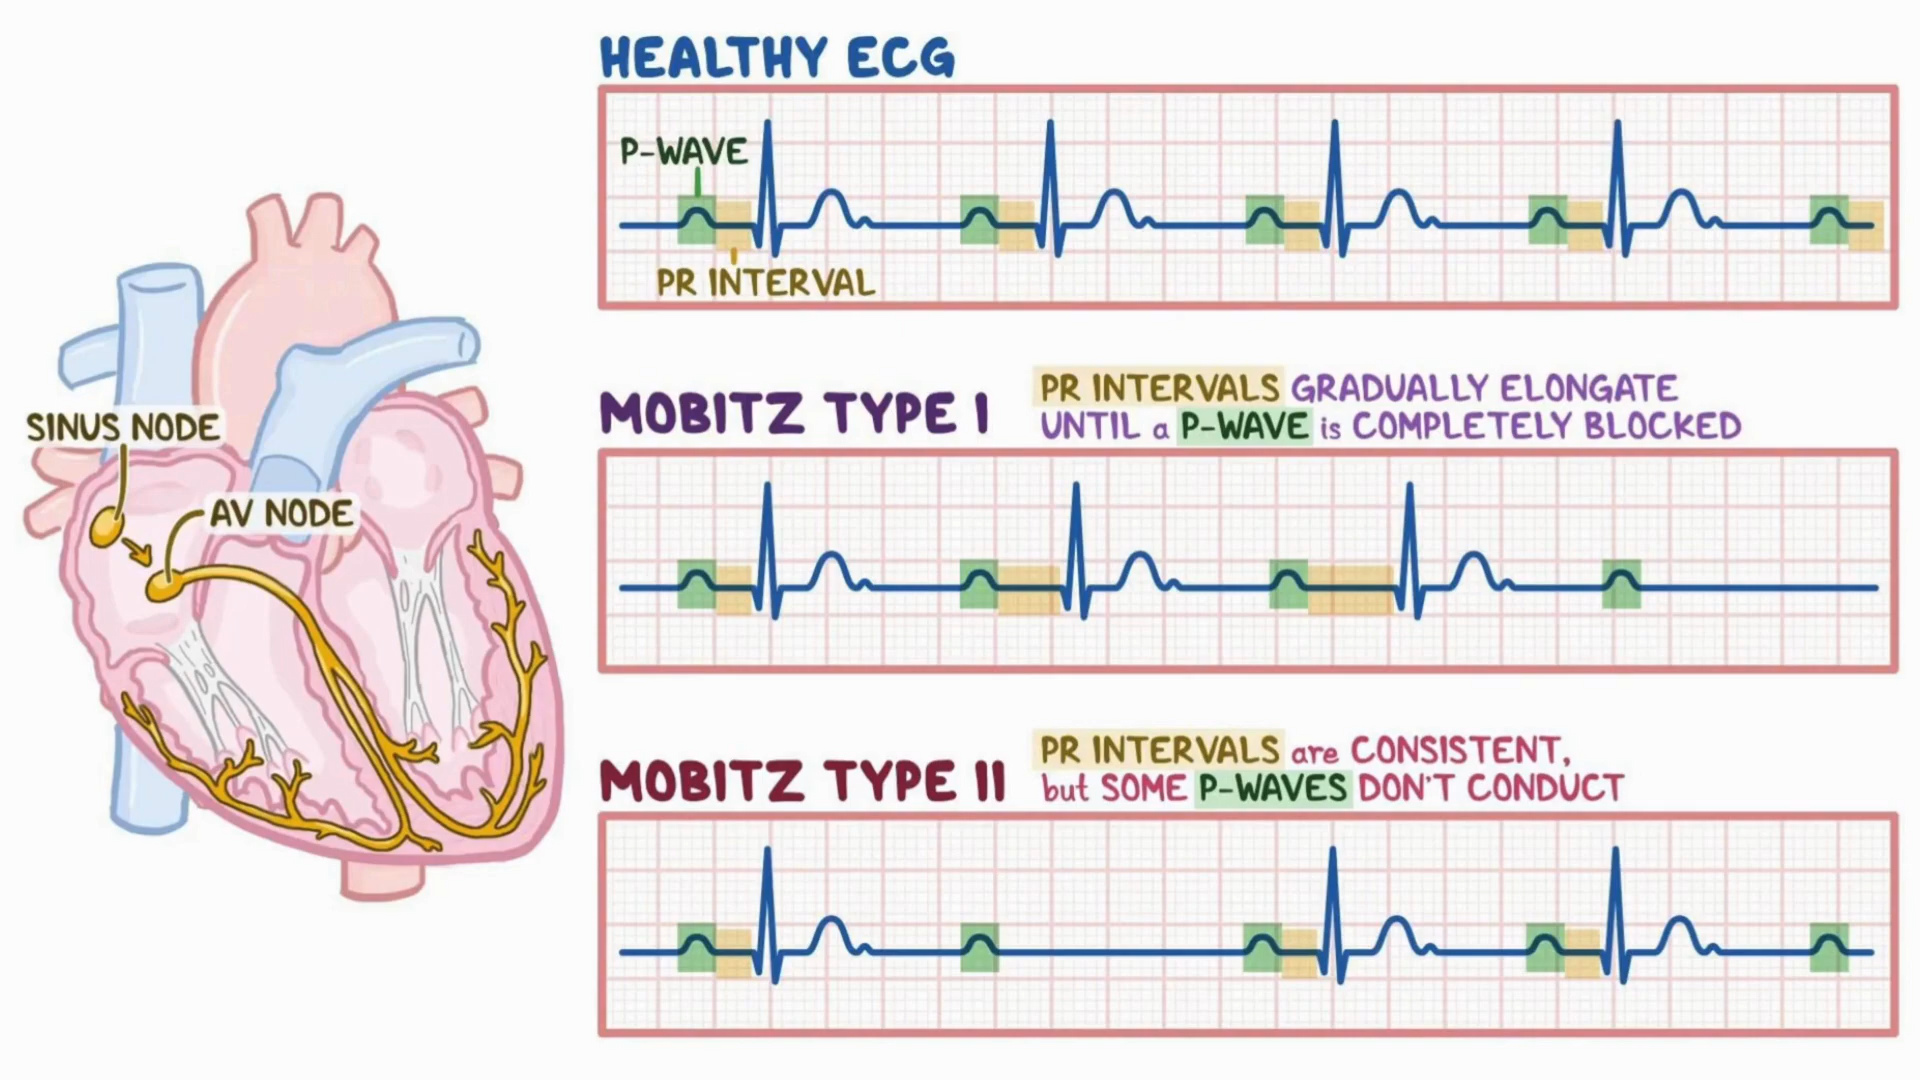 HEALTHY ECG
P-WAVE
PR INTERVAL
SINUS NODE
AV NODE
MOBITZ TYPE I
PR INTERVALS GRADUALLY ELONGATE
UNTIL a P-WAVE is COMPLETELY BLOCKED
MOBITZ TYPE II
PR INTERVALS are CONSISTENT,
but SOME P-WAVES DON'T CONDUCT